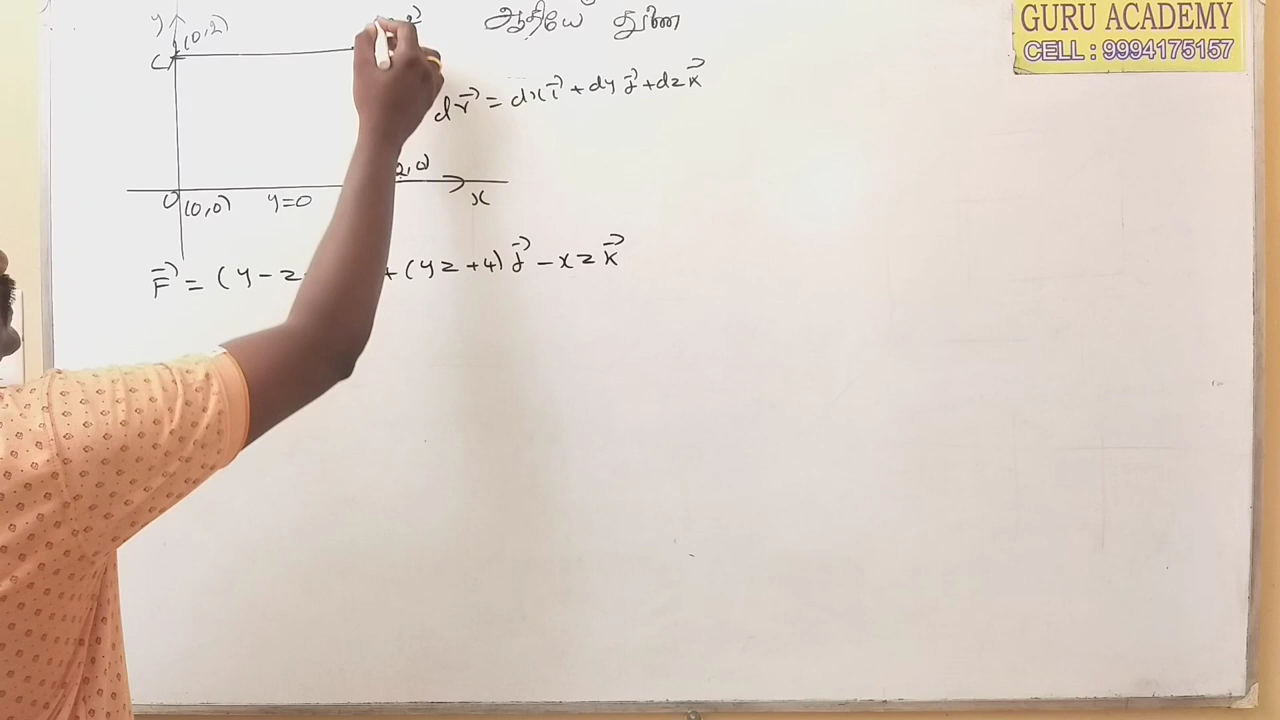 GURU ACADEMY
CELL : 9994175157
ஆதியே துணை
y
(0,2)
C
dr⃗ = dx i⃗ + dy j⃗ + dz k⃗
2,0)
O (0,0) y=0 x
F⃗ = (y-z + (yz+4) j⃗ - xz k⃗